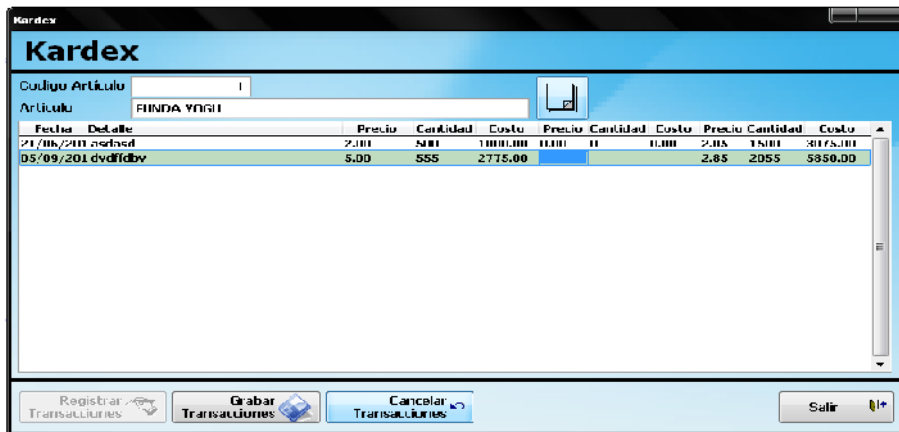 Kardex
Kardex
Codigo Artículo 1
Artículo FUNDA YOGU
Fecha Detalle Precio Cantidad Costo Precio Cantidad Costo Precio Cantidad Costo
21/06/201 asdasd 2.00 500 1000.00 0.00 0 0.00 2.05 1500 3075.00
05/09/201 dvdffdbv 5.00 555 2775.00 2.85 2055 5850.00
Registrar Transacciones
Grabar Transacciones
Cancelar Transacciones
Salir